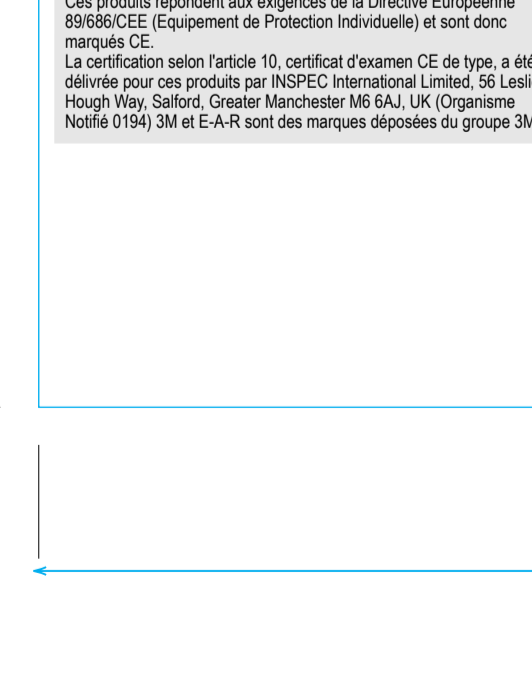 Ces produits répondent aux exigences de la Directive Européenne
89/686/CEE (Equipement de Protection Individuelle) et sont donc
marqués CE.
La certification selon l'article 10, certificat d'examen CE de type, a été
délivrée pour ces produits par INSPEC International Limited, 56 Lesli
Hough Way, Salford, Greater Manchester M6 6AJ, UK (Organisme
Notifié 0194) 3M et E-A-R sont des marques déposées du groupe 3M